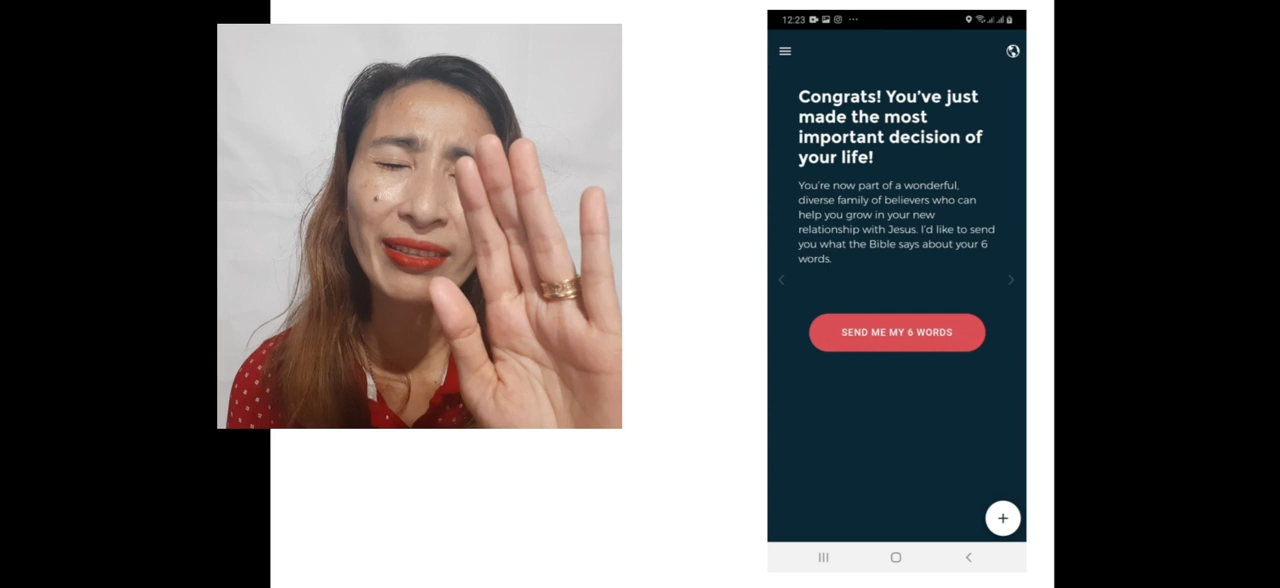 12:23
Congrats! You’ve just
made the most
important decision of
your life!
You’re now part of a wonderful,
diverse family of believers who can
help you grow in your new
relationship with Jesus. I’d like to send
you what the Bible says about your 6
words.
SEND ME MY 6 WORDS